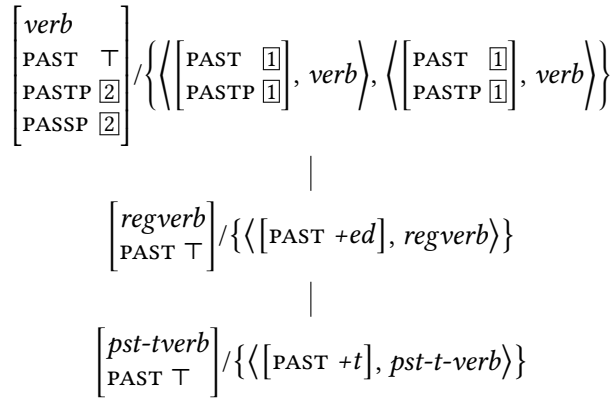 verb
PAST ⊤
PASTP 2
PASSP 2
/{⟨[PAST 1
PASTP 1], verb⟩, ⟨[PAST 1
PASTP 1], verb⟩}
[regverb
PAST ⊤]/{⟨[PAST +ed], regverb⟩}
[pst-tverb
PAST ⊤]/{⟨[PAST +t], pst-t-verb⟩}